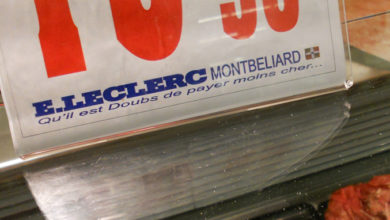 E.LECLERC MONTBELIARD
Qu'il est Doubs de payer moins cher...